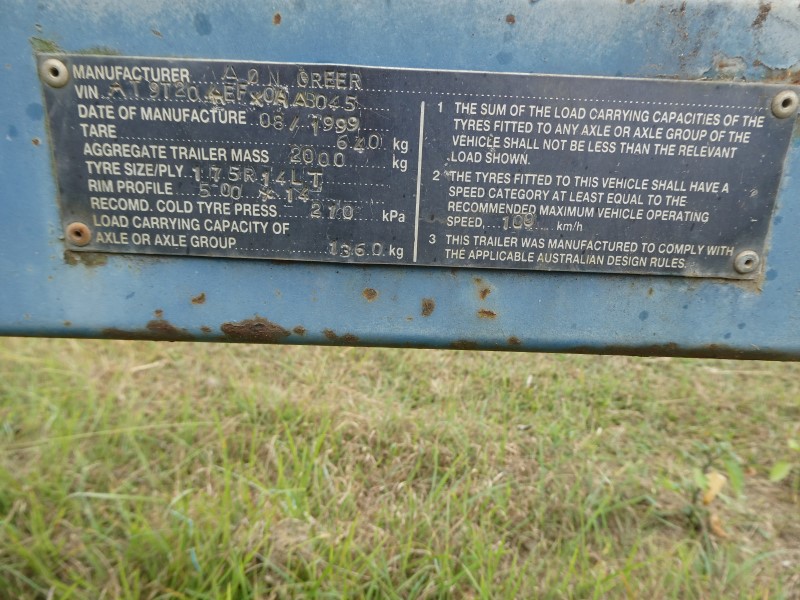 MANUFACTURER GREER
VIN
DATE OF MANUFACTURE 08/1999
TARE 640 kg
AGGREGATE TRAILER MASS 2000 kg
TYRE SIZE/PLY 175R14LT
RIM PROFILE 500 X 14
RECOMD. COLD TYRE PRESS. 210 kPa
LOAD CARRYING CAPACITY OF
AXLE OR AXLE GROUP 1360 kg
1 THE SUM OF THE LOAD CARRYING CAPACITIES OF THE
TYRES FITTED TO ANY AXLE OR AXLE GROUP OF THE
VEHICLE SHALL NOT BE LESS THAN THE RELEVANT
LOAD SHOWN.
2 THE TYRES FITTED TO THIS VEHICLE SHALL HAVE A
SPEED CATEGORY AT LEAST EQUAL TO THE
RECOMMENDED MAXIMUM VEHICLE OPERATING
SPEED, km/h
3 THIS TRAILER WAS MANUFACTURED TO COMPLY WITH
THE APPLICABLE AUSTRALIAN DESIGN RULES.